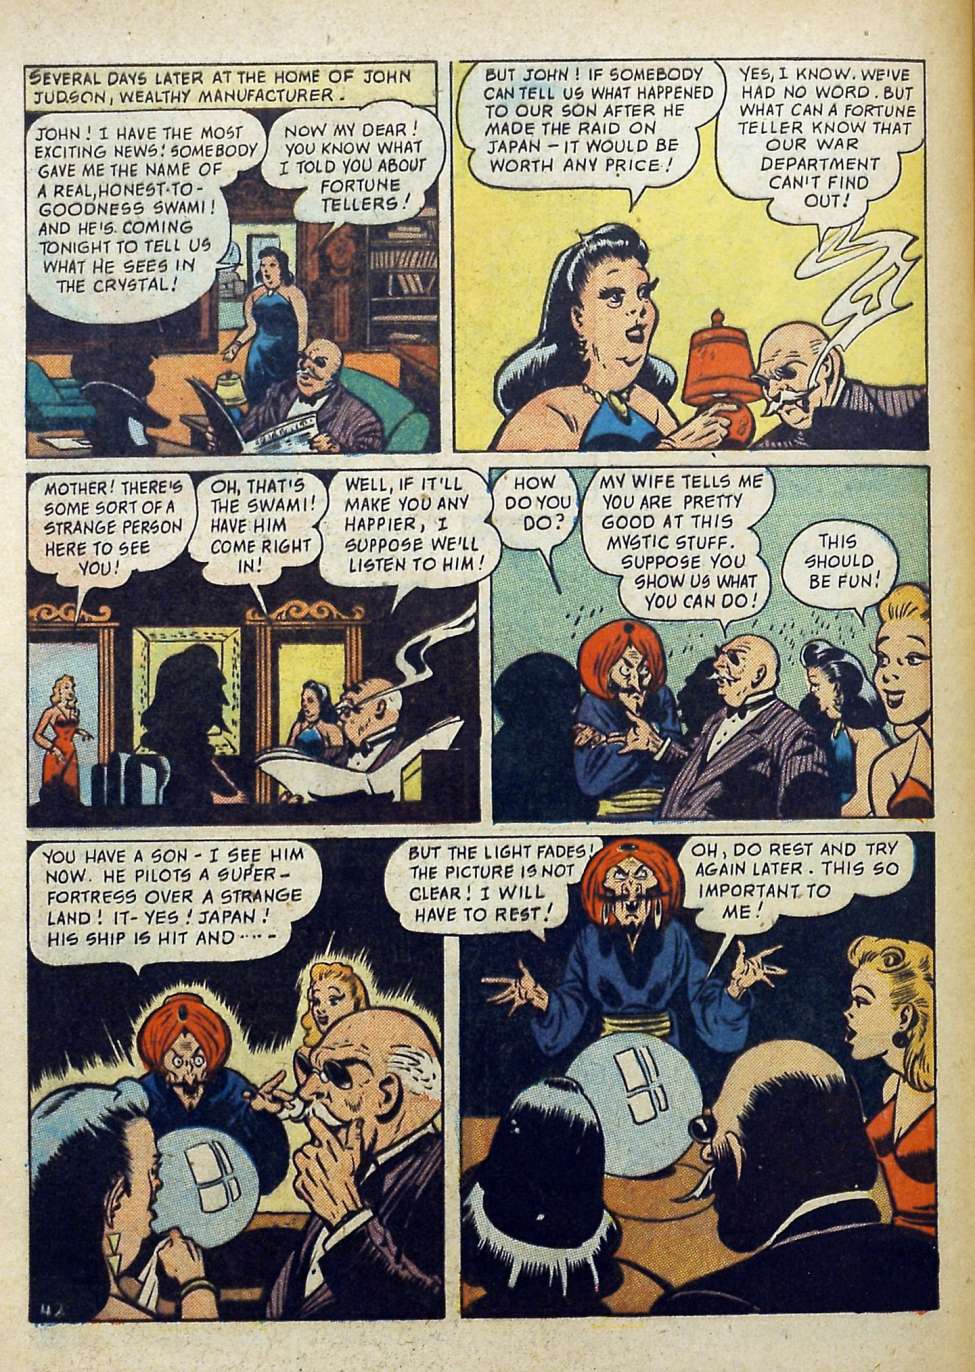 SEVERAL DAYS LATER AT THE HOME OF JOHN
JUDSON, WEALTHY MANUFACTURER.
JOHN! I HAVE THE MOST
EXCITING NEWS! SOMEBODY
GAVE ME THE NAME OF
A REAL, HONEST-TO-
GOODNESS SWAMI!
AND HE'S COMING
TONIGHT TO TELL US
WHAT HE SEES IN
THE CRYSTAL!
NOW MY DEAR!
YOU KNOW WHAT
I TOLD YOU ABOUT
FORTUNE
TELLERS!
BUT JOHN! IF SOMEBODY
CAN TELL US WHAT HAPPENED
TO OUR SON AFTER HE
MADE THE RAID ON
JAPAN - IT WOULD BE
WORTH ANY PRICE!
YES, I KNOW. WE'VE
HAD NO WORD. BUT
WHAT CAN A FORTUNE
TELLER KNOW THAT
OUR WAR
DEPARTMENT
CAN'T FIND
OUT!
MOTHER! THERE'S
SOME SORT OF A
STRANGE PERSON
HERE TO SEE
YOU!
OH, THAT'S
THE SWAMI!
HAVE HIM
COME RIGHT
IN!
WELL, IF IT'LL
MAKE YOU ANY
HAPPIER, I
SUPPOSE WE'LL
LISTEN TO HIM!
HOW
DO YOU
DO?
MY WIFE TELLS ME
YOU ARE PRETTY
GOOD AT THIS
MYSTIC STUFF.
SUPPOSE YOU
SHOW US WHAT
YOU CAN DO!
THIS
SHOULD
BE FUN!
YOU HAVE A SON - I SEE HIM
NOW. HE PILOTS A SUPER-
FORTRESS OVER A STRANGE
LAND! IT- YES! JAPAN!
HIS SHIP IS HIT AND ----
BUT THE LIGHT FADES!
THE PICTURE IS NOT
CLEAR! I WILL
HAVE TO REST!
OH, DO REST AND TRY
AGAIN LATER. THIS SO
IMPORTANT TO
ME!
42